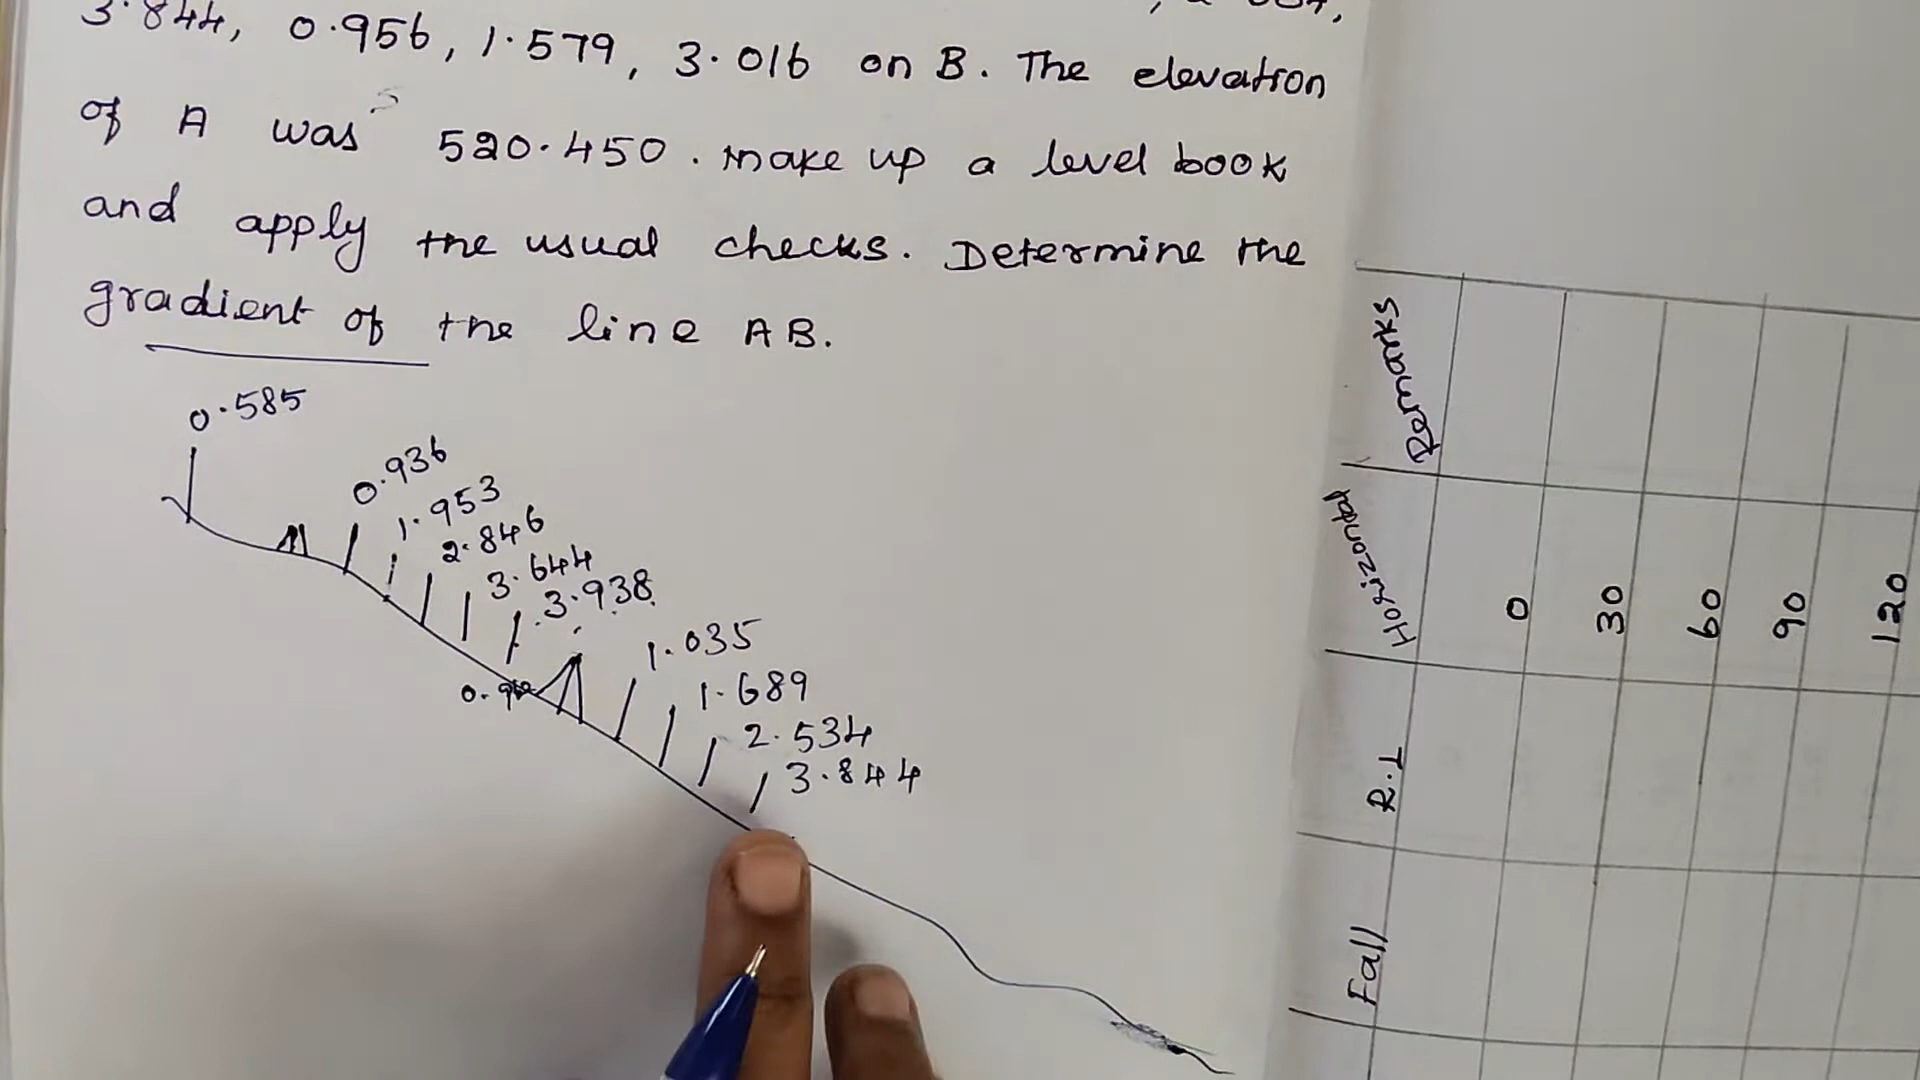 3.844, 0.956, 1.579, 3.016 on B. The elevation
of A was 520.450. make up a level book
and apply the usual checks. Determine the
gradient of the line AB.
0.585
0.936
1.953
2.846
3.644
3.938
1.035
1.689
2.534
3.844
Remarks
Horizontal
0
30
60
90
120
R.L
Fall